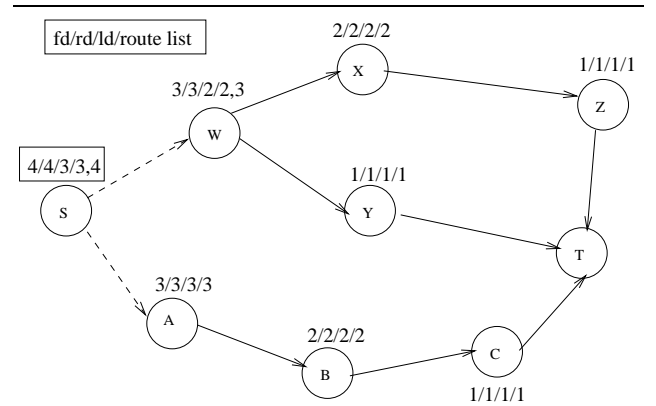 fd/rd/ld/route list
2/2/2/2
X
1/1/1/1
Z
3/3/2/2,3
W
4/4/3/3,4
S
1/1/1/1
Y
T
3/3/3/3
A
2/2/2/2
B
C
1/1/1/1